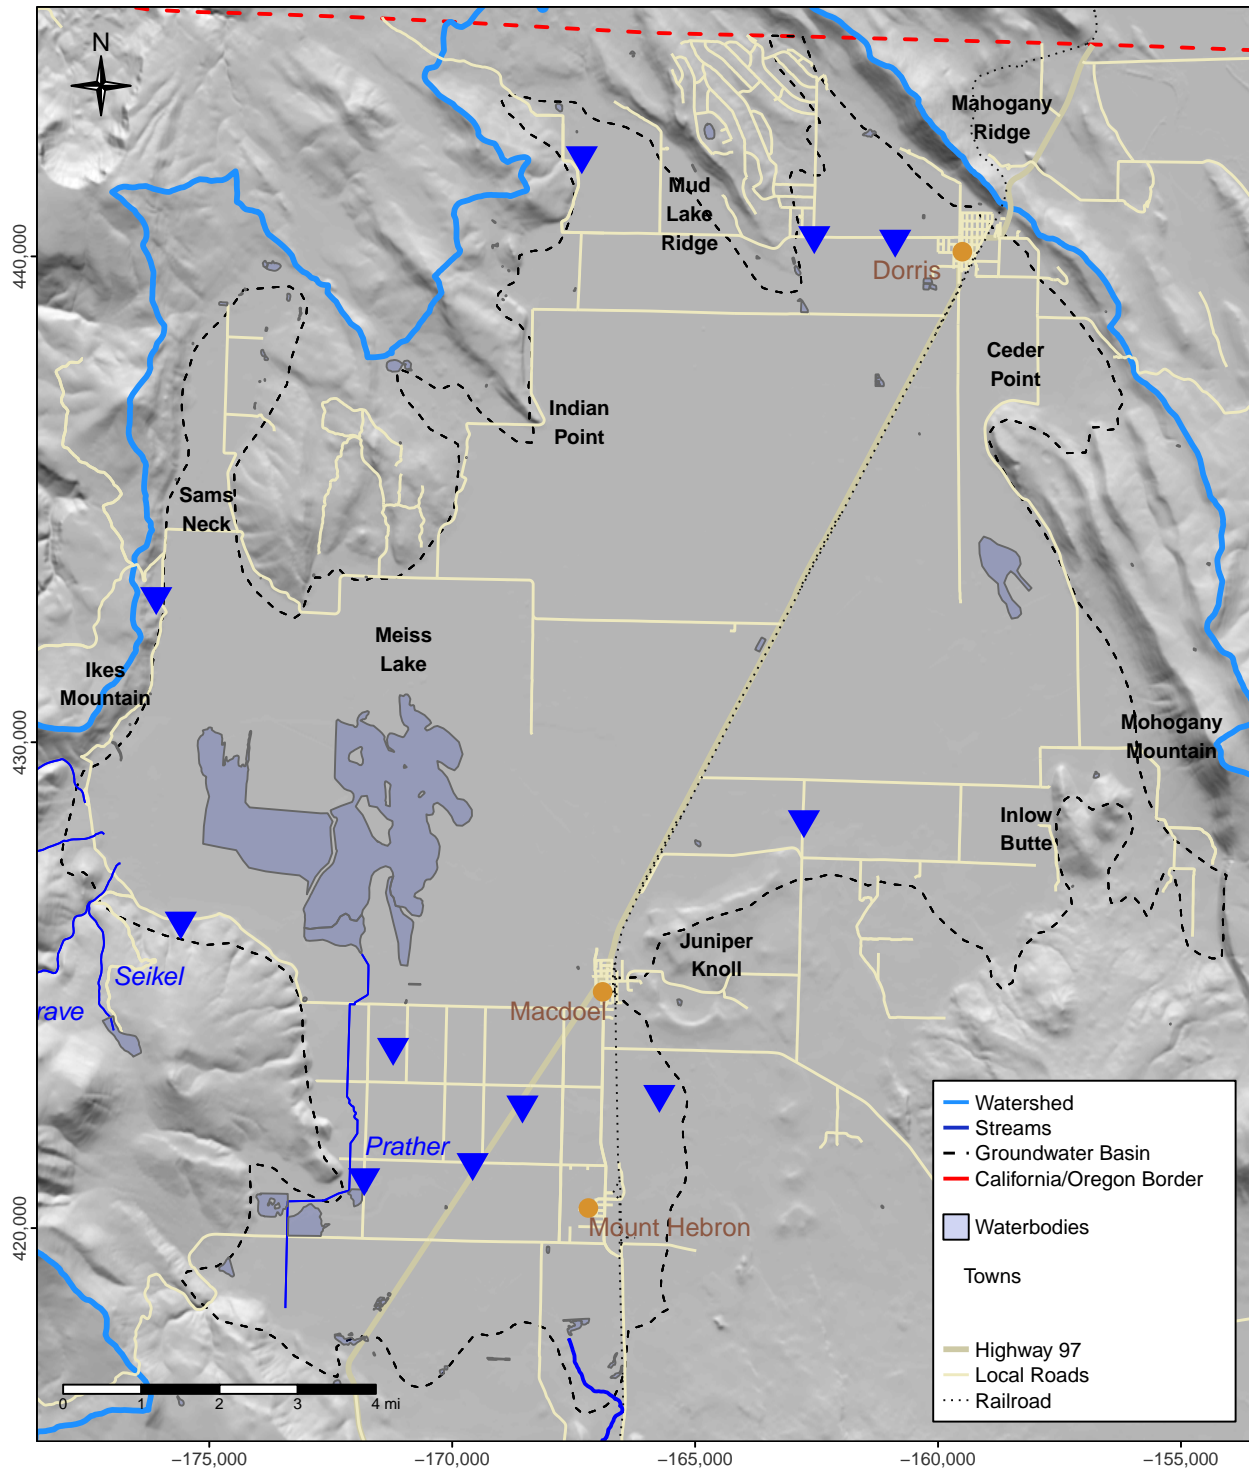 N
Mahogany
Ridge
Mud
Lake
Ridge
Dorris
Ceder
Point
Indian
Point
Sams
Neck
Meiss
Lake
Ikes
Mountain
Mohogany
Mountain
Inlow
Butte
Juniper
Knoll
Seikel
rave
Macdoel
Prather
Mount Hebron
Watershed
Streams
Groundwater Basin
California/Oregon Border
Waterbodies
Towns
Highway 97
Local Roads
Railroad
0 1 2 3 4 mi
440,000
430,000
420,000
−175,000
−170,000
−165,000
−160,000
−155,000